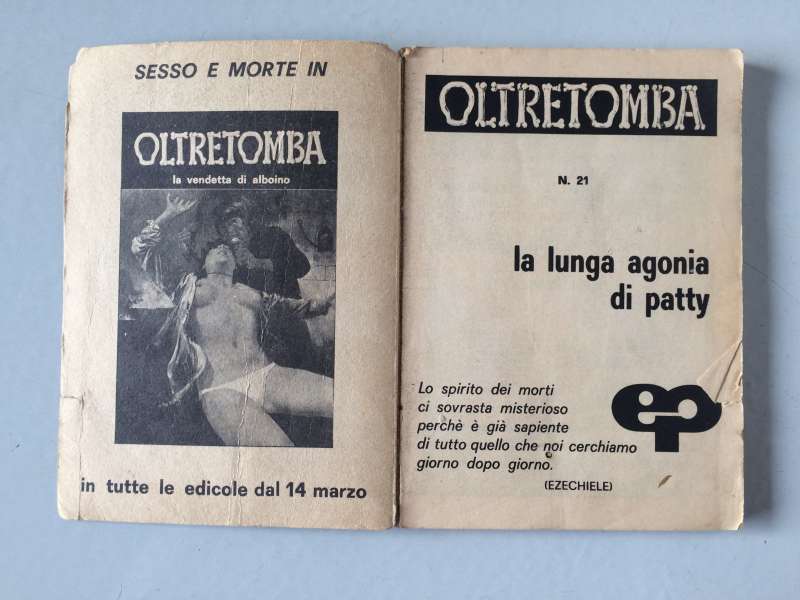 SESSO E MORTE IN
OLTRETOMBA
la vendetta di alboino
in tutte le edicole dal 14 marzo
OLTRETOMBA
N. 21
la lunga agonia
di patty
Lo spirito dei morti
ci sovrasta misterioso
perchè è già sapiente
di tutto quello che noi cerchiamo
giorno dopo giorno.
(EZECHIELE)
ep